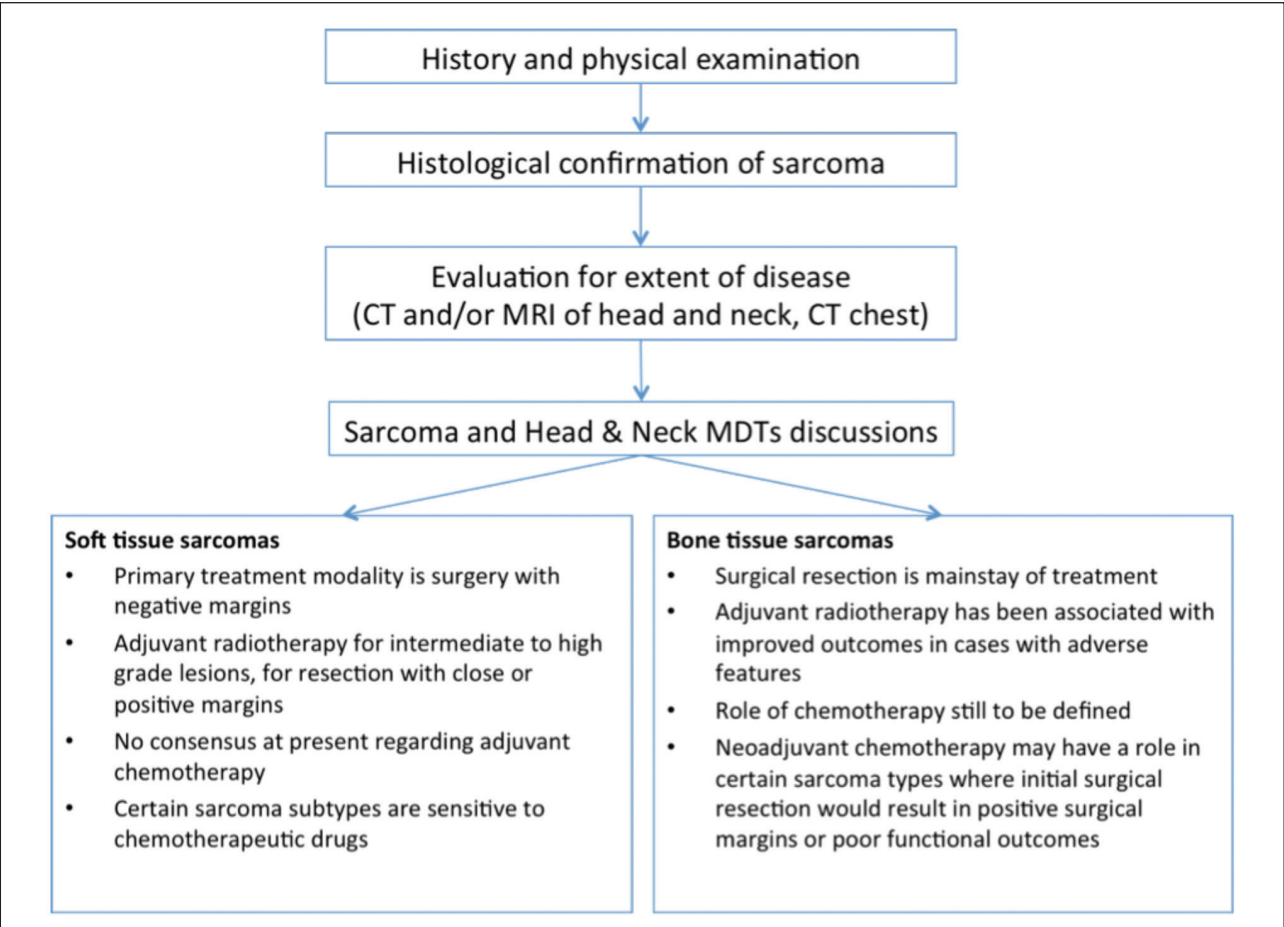 History and physical examination
Histological confirmation of sarcoma
Evaluation for extent of disease
(CT and/or MRI of head and neck, CT chest)
Sarcoma and Head & Neck MDTs discussions
Soft tissue sarcomas
• Primary treatment modality is surgery with
negative margins
• Adjuvant radiotherapy for intermediate to high
grade lesions, for resection with close or
positive margins
• No consensus at present regarding adjuvant
chemotherapy
• Certain sarcoma subtypes are sensitive to
chemotherapeutic drugs
Bone tissue sarcomas
• Surgical resection is mainstay of treatment
• Adjuvant radiotherapy has been associated with
improved outcomes in cases with adverse
features
• Role of chemotherapy still to be defined
• Neoadjuvant chemotherapy may have a role in
certain sarcoma types where initial surgical
resection would result in positive surgical
margins or poor functional outcomes